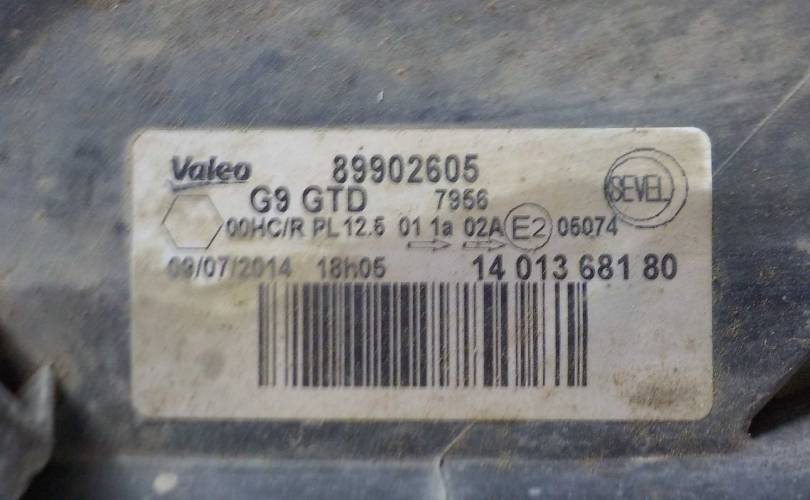 Valeo 89902605
G9 GTD 7956
SEVEL
00HC/R PL 12.5 01 1a 02A E2 05074
09/07/2014 18h05 14 013 681 80